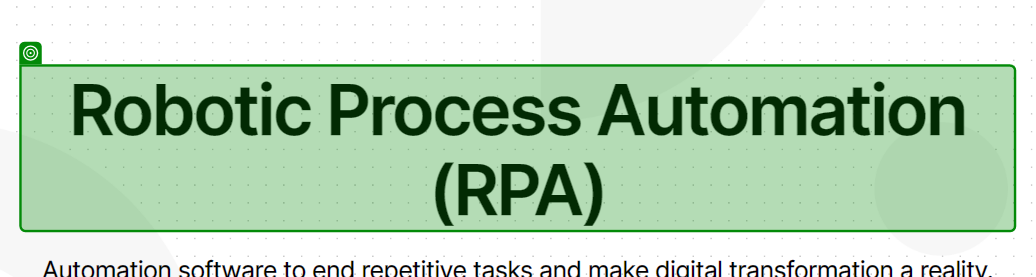 Robotic Process Automation
(RPA)
Automation software to end repetitive tasks and make digital transformation a reality.